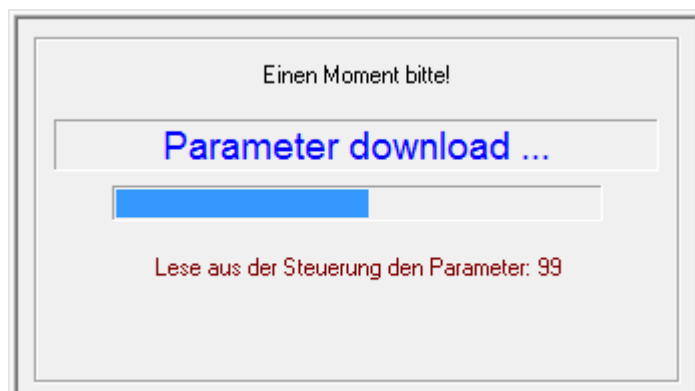 Einen Moment bitte!
Parameter download ...
Lese aus der Steuerung den Parameter: 99